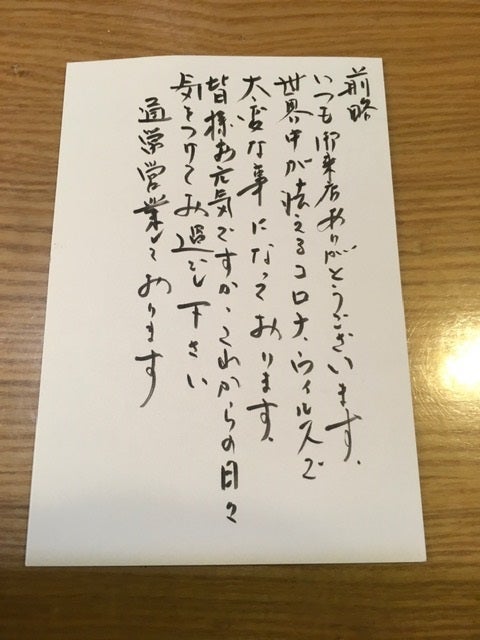 前略
いつも御来店ありがとうございます。
世界中が怯えるコロナウィルスで
大変な事になっております。
皆様お元気ですか、これからの日々
気をつけてお過ごし下さい
通常営業しております